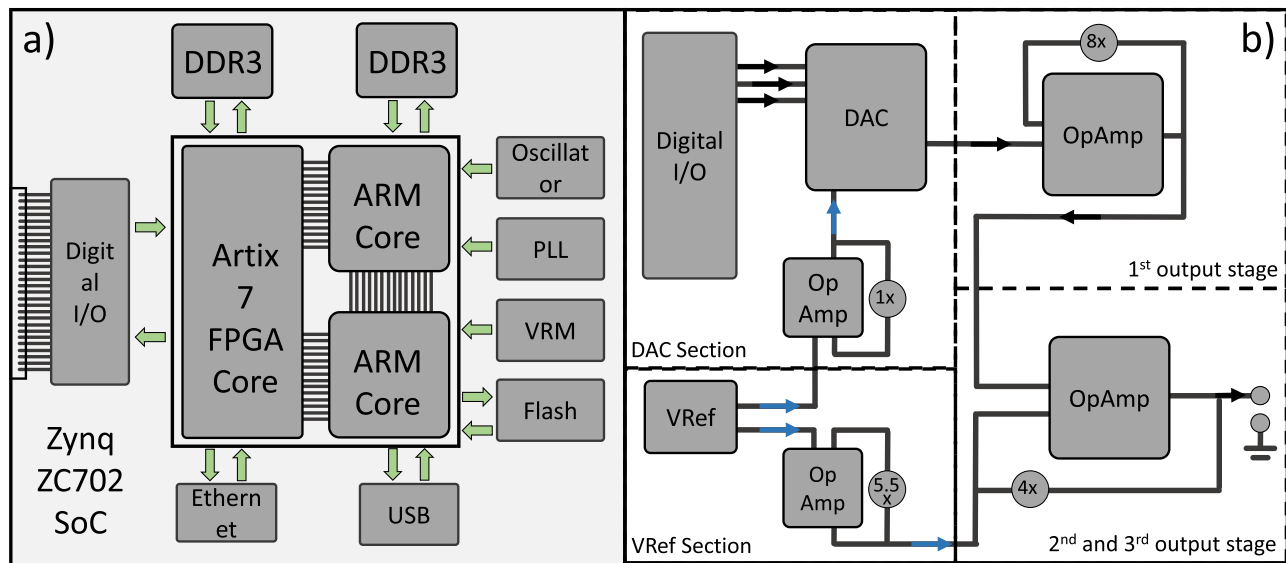 a)
DDR3
DDR3
Digit
al
I/O
Artix
7
FPGA
Core
ARM
Core
ARM
Core
Oscillat
or
PLL
VRM
Flash
Zynq
ZC702
SoC
Ethern
et
USB
b)
Digital
I/O
DAC
Op
Amp
1x
DAC Section
VRef
Op
Amp
5.5
x
VRef Section
8x
OpAmp
1st output stage
OpAmp
4x
2nd and 3rd output stage